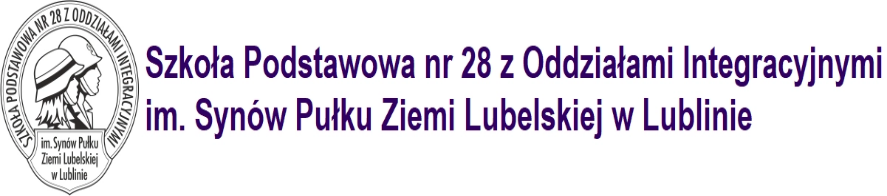 SZKOŁA PODSTAWOWA NR 28 Z ODDZIAŁAMI INTEGRACYJNYMI
im. Synów Pułku
Ziemi Lubelskiej
w Lublinie
Szkoła Podstawowa nr 28 z Oddziałami Integracyjnymi
im. Synów Pułku Ziemi Lubelskiej w Lublinie